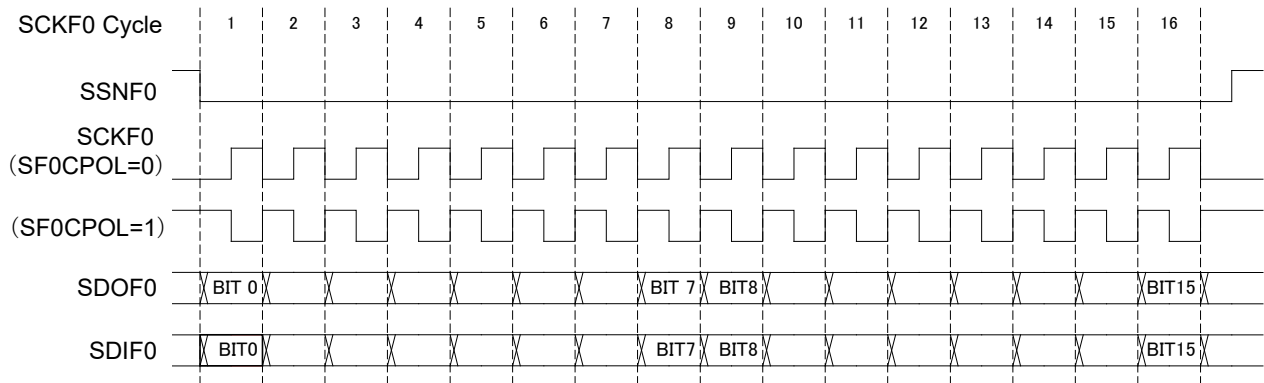 SCKF0 Cycle 1 2 3 4 5 6 7 8 9 10 11 12 13 14 15 16
SSNF0
SCKF0
（SF0CPOL=0）
（SF0CPOL=1）
SDOF0 BIT 0 BIT 7 BIT8 BIT15
SDIF0 BIT0 BIT7 BIT8 BIT15